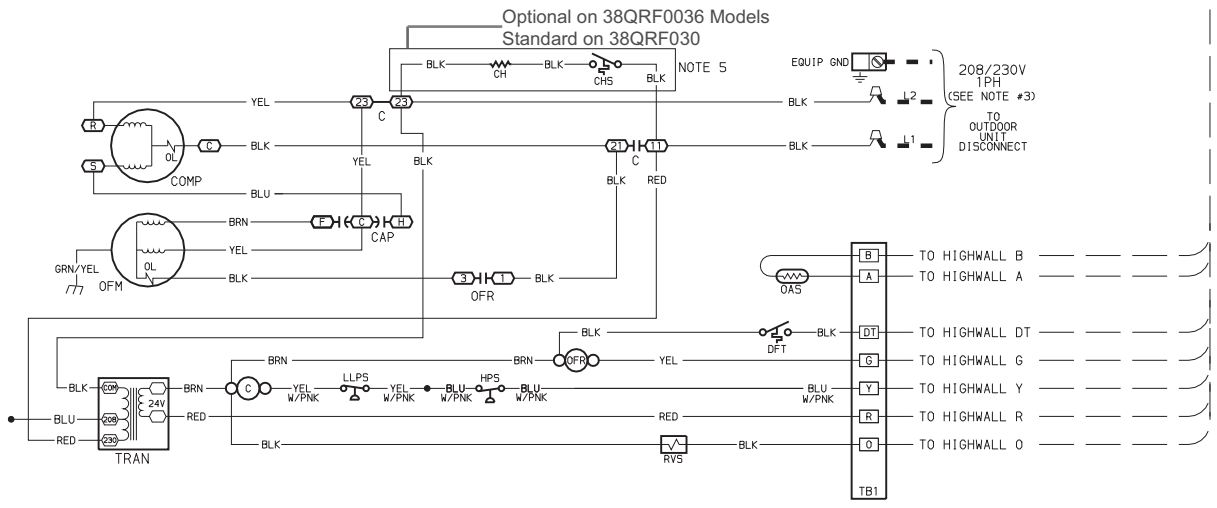 Optional on 38QRF0036 Models
Standard on 38QRF030
BLK CH BLK CHS BLK NOTE 5
EQUIP GND
208/230V
1PH
(SEE NOTE #3)
TO
OUTDOOR
UNIT
DISCONNECT
R YEL 23 23 BLK L2
C
S OL C BLK 21 11 BLK L1
C
COMP YEL BLK BLK RED
BLU
BRN F C H
CAP
YEL
GRN/YEL OFM OL BLK 3 1 BLK
OFR
B TO HIGHWALL B
OAS A TO HIGHWALL A
BLK DFT BLK DT TO HIGHWALL DT
BRN BRN OFR YEL G TO HIGHWALL G
BLK COM BRN C YEL W/PNK LLPS YEL W/PNK BLU W/PNK HPS BLU W/PNK BLU W/PNK Y TO HIGHWALL Y
24V
BLU 208 RED RED R TO HIGHWALL R
RED 230 BLK RVS BLK O TO HIGHWALL O
TRAN
TB1